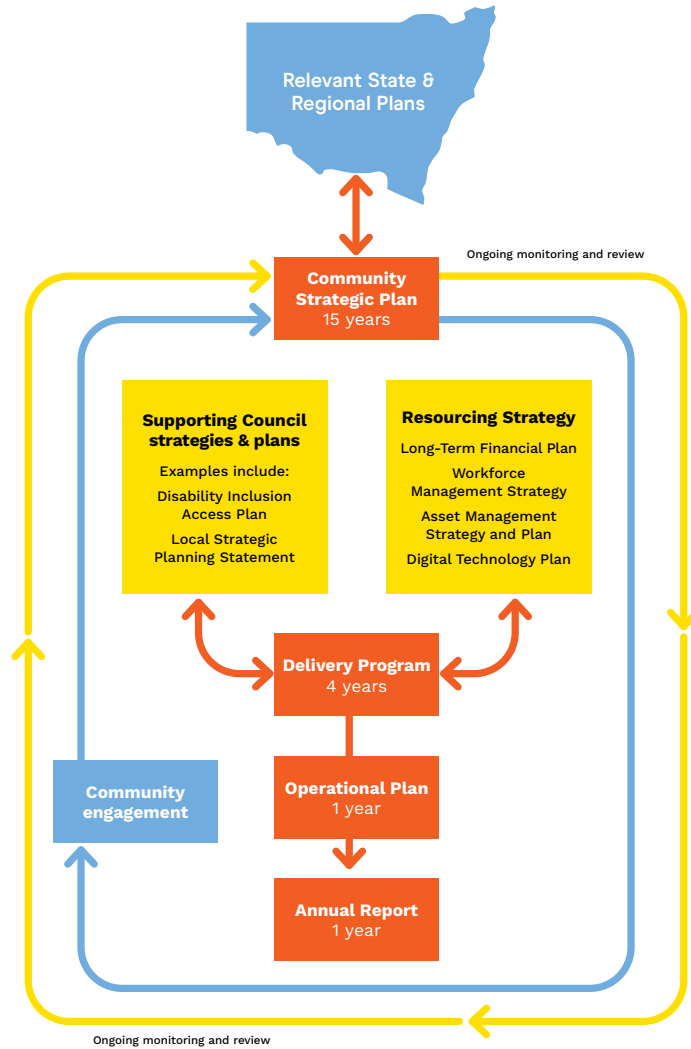 Relevant State &
Regional Plans
Ongoing monitoring and review
Community
Strategic Plan
15 years
Supporting Council
strategies & plans
Examples include:
Disability Inclusion
Access Plan
Local Strategic
Planning Statement
Resourcing Strategy
Long-Term Financial Plan
Workforce
Management Strategy
Asset Management
Strategy and Plan
Digital Technology Plan
Delivery Program
4 years
Community
engagement
Operational Plan
1 year
Annual Report
1 year
Ongoing monitoring and review